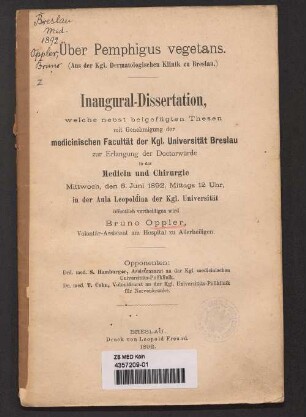 Breslau
Med.
1892
Oppler,
Bruno
I
Über Pemphigus vegetans.
(Aus der Kgl. Dermatologischen Klinik zu Breslau.)
Inaugural-Dissertation,
welche nebst beigefügten Thesen
mit Genehmigung der
medicinischen Facultät der Kgl. Universität Breslau
zur Erlangung der Doctorwürde
in der
Medicin und Chirurgie
Mittwoch, den 8. Juni 1892, Mittags 12 Uhr,
in der Aula Leopoldina der Kgl. Universität
öffentlich vertheidigen wird
Bruno Oppler,
Volontär-Assistent am Hospital zu Allerheiligen
Opponenten:
Drd. med. S. Hamburger, Assistenzarzt an der Kgl. medicinischen
Universitäts-Poliklinik.
Dr. med. T. Cohn, Volontärarzt an der Kgl. Universitäts-Poliklinik
für Nervenkranke.
BRESLAU.
Druck von Leopold Freund.
1892.
ZB MED Köln
4357209-01